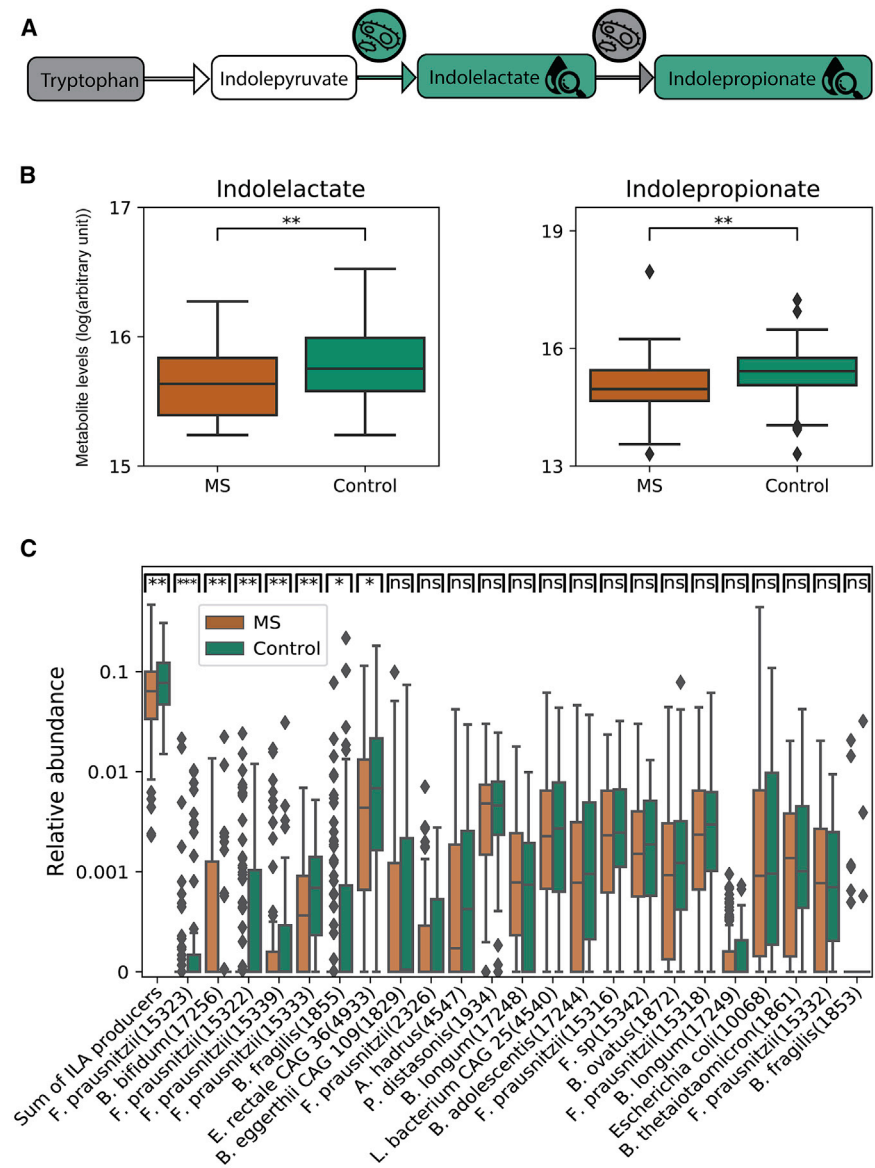 A
Tryptophan
Indolepyruvate
Indolelactate
Indolepropionate
B
Indolelactate
Indolepropionate
Metabolite levels (log(arbitrary unit))
17
16
15
**
MS
Control
19
16
13
**
MS
Control
C
** *** ** ** ** ** * * ns ns ns ns ns ns ns ns ns ns ns ns ns ns ns ns
MS
Control
Relative abundance
0.1
0.01
0.001
0
Sum of ILA producers
F. prausnitzii(15323)
B. bifidum(17256)
F. prausnitzii(15322)
F. prausnitzii(15339)
F. prausnitzii(15333)
B. fragilis(1855)
E. rectale CAG 36(4933)
B. eggerthii CAG 109(1829)
F. prausnitzii(2326)
A. hadrus(4547)
P. distasonis(1934)
B. longum(17248)
L. bacterium CAG 25(4540)
B. adolescentis(17244)
F. prausnitzii(15316)
F. sp(15342)
B. ovatus(1872)
F. prausnitzii(15318)
B. longum(17249)
Escherichia coli(10068)
B. thetaiotaomicron(1861)
F. prausnitzii(15332)
B. fragilis(1853)